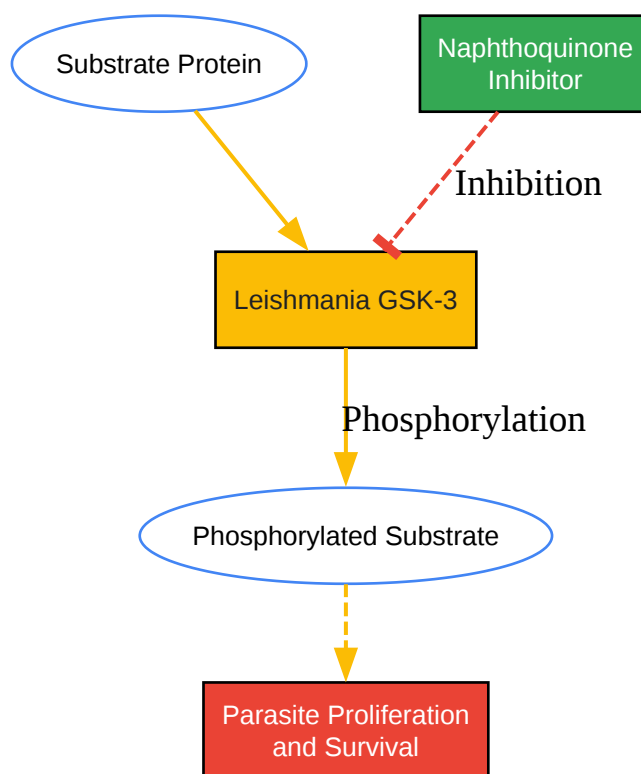 Substrate Protein
Naphthoquinone
Inhibitor
Inhibition
Leishmania GSK-3
Phosphorylation
Phosphorylated Substrate
Parasite Proliferation
and Survival